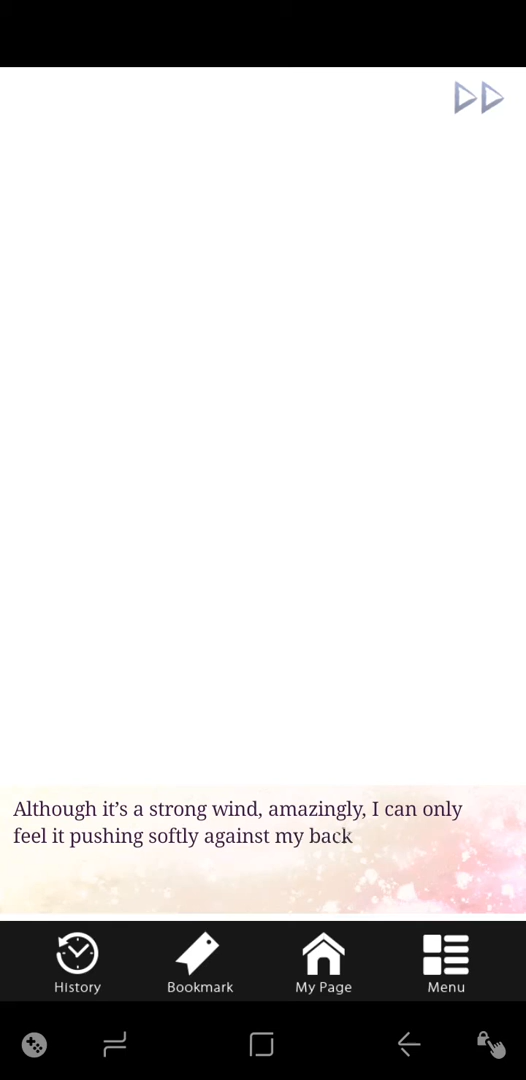 Although it’s a strong wind, amazingly, I can only
feel it pushing softly against my back
History
Bookmark
My Page
Menu